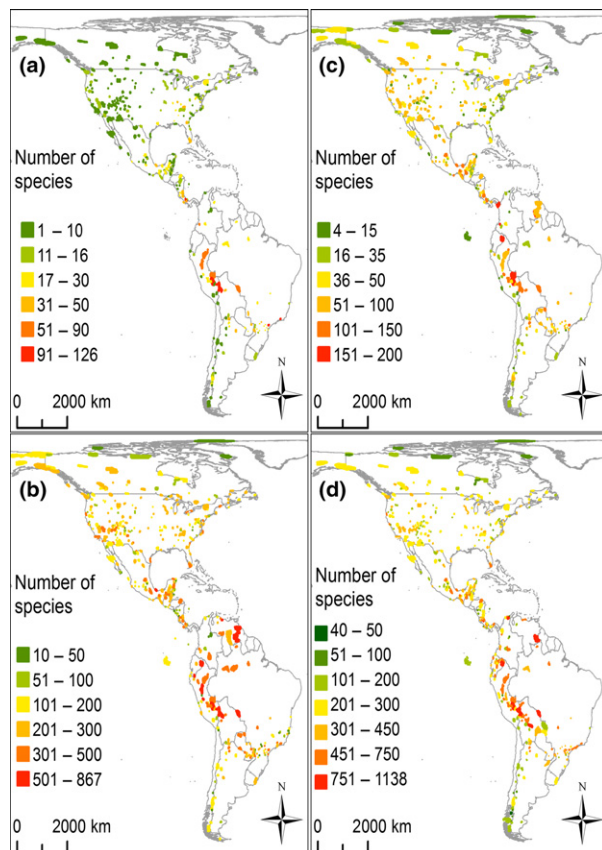 (a)
Number of
species
1 – 10
11 – 16
17 – 30
31 – 50
51 – 90
91 – 126
N
0 2000 km
(c)
Number of
species
4 – 15
16 – 35
36 – 50
51 – 100
101 – 150
151 – 200
N
0 2000 km
(b)
Number of
species
10 – 50
51 – 100
101 – 200
201 – 300
301 – 500
501 – 867
N
0 2000 km
(d)
Number of
species
40 – 50
51 – 100
101 – 200
201 – 300
301 – 450
451 – 750
751 – 1138
N
0 2000 km